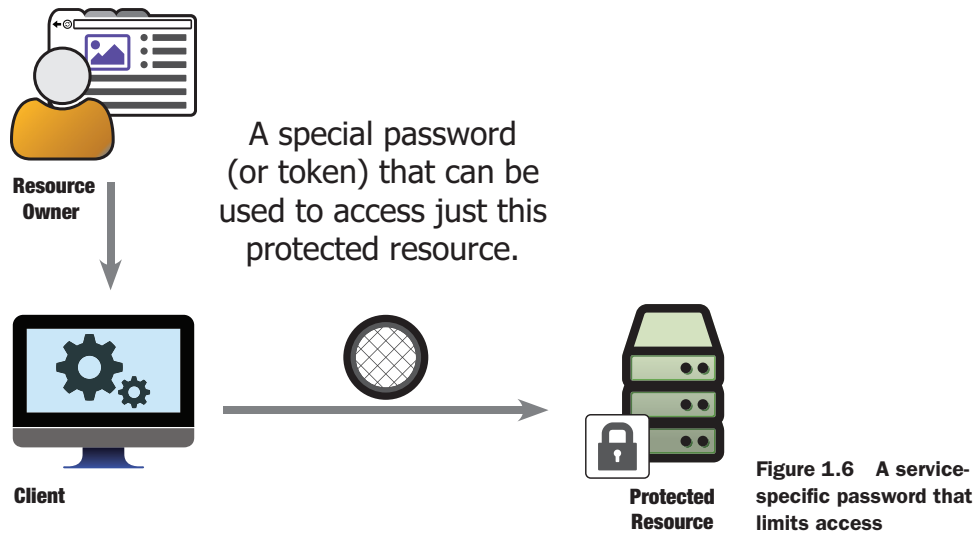 A special password
(or token) that can be
used to access just this
protected resource.
Resource
Owner
Client
Protected
Resource
Figure 1.6 A service-
specific password that
limits access